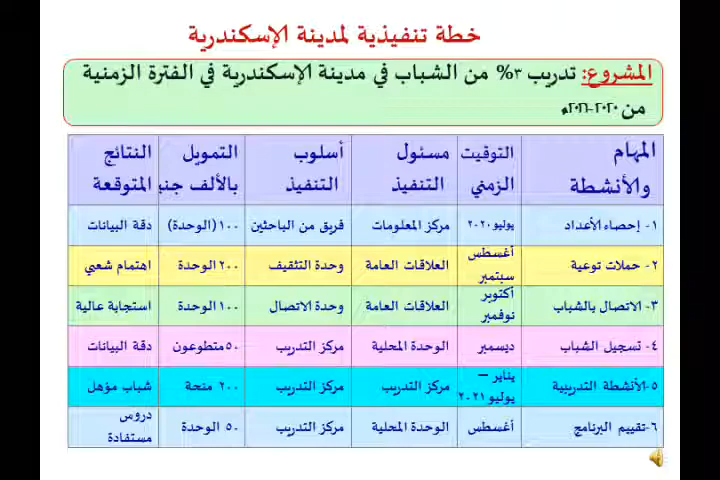 خطة تنفيذية لمدينة الإسكندرية
المشروع: تدريب ٣% من الشباب في مدينة الإسكندرية في الفترة الزمنية
من ٢٠٢٠-٢٠٢١م
المهام والأنشطة التوقيت الزمني مسئول التنفيذ أسلوب التنفيذ التمويل بالألف جني النتائج المتوقعة
١- إحصاء الأعداد يوليو ٢٠٢٠ مركز المعلومات فريق من الباحثين ١٠٠(الوحدة) دقة البيانات
٢- حملات توعية أغسطس سبتمبر العلاقات العامة وحدة التثقيف ٢٠٠ الوحدة اهتمام شعبي
٣- الاتصال بالشباب أكتوبر نوفمبر العلاقات العامة وحدة الاتصال ١٠٠ الوحدة استجابة عالية
٤- تسجيل الشباب ديسمبر الوحدة المحلية مركز التدريب ٥٠ متطوعون دقة البيانات
٥-الأنشطة التدريبية يناير – يوليو ٢٠٢١ مركز التدريب مركز التدريب ٢٠٠ منحة شباب مؤهل
٦-تقييم البرنامج أغسطس الوحدة المحلية مركز التدريب ٥٠ الوحدة دروس مستفادة